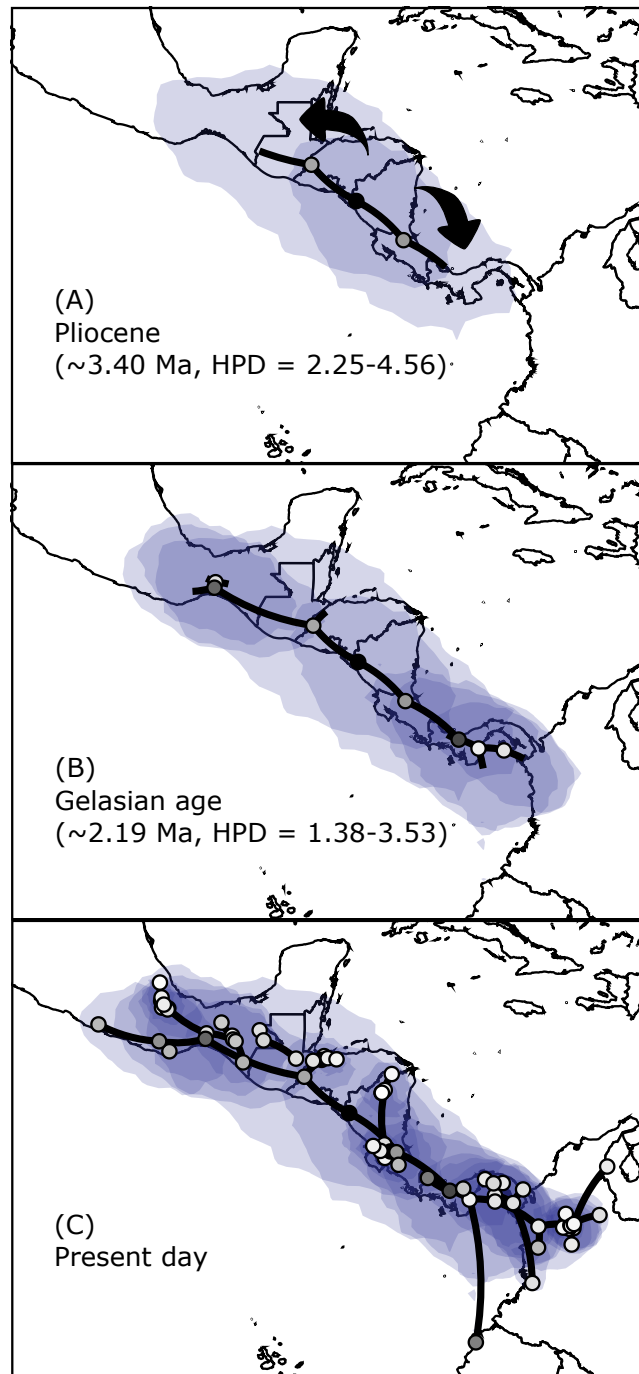 (A)
Pliocene
(~3.40 Ma, HPD = 2.25-4.56)
(B)
Gelasian age
(~2.19 Ma, HPD = 1.38-3.53)
(C)
Present day